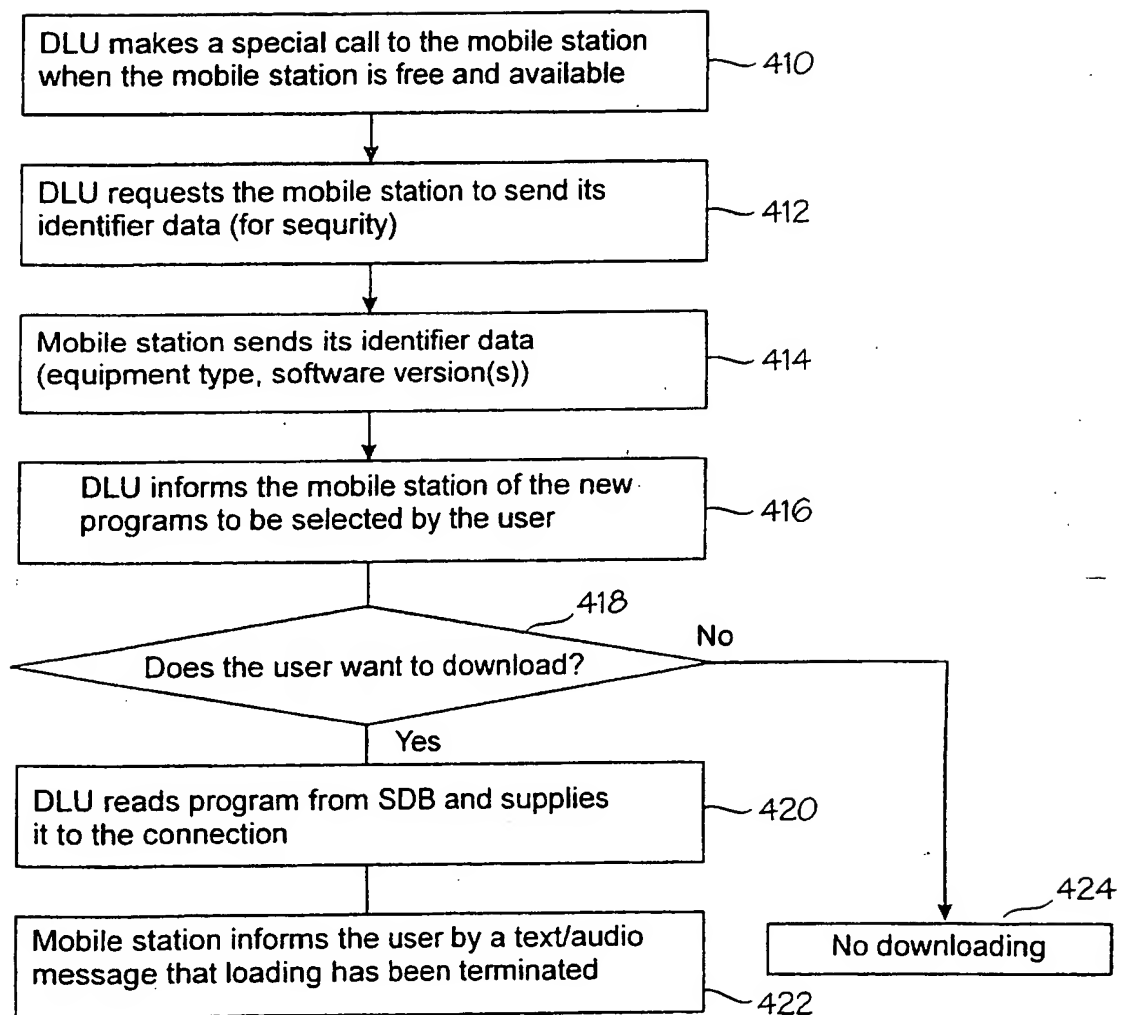 DLU makes a special call to the mobile station
when the mobile station is free and available
410
DLU requests the mobile station to send its
identifier data (for sequrity)
412
Mobile station sends its identifier data
(equipment type, software version(s))
414
DLU informs the mobile station of the new
programs to be selected by the user
416
418
No
Does the user want to download?
Yes
DLU reads program from SDB and supplies
it to the connection
420
424
No downloading
Mobile station informs the user by a text/audio
message that loading has been terminated
422